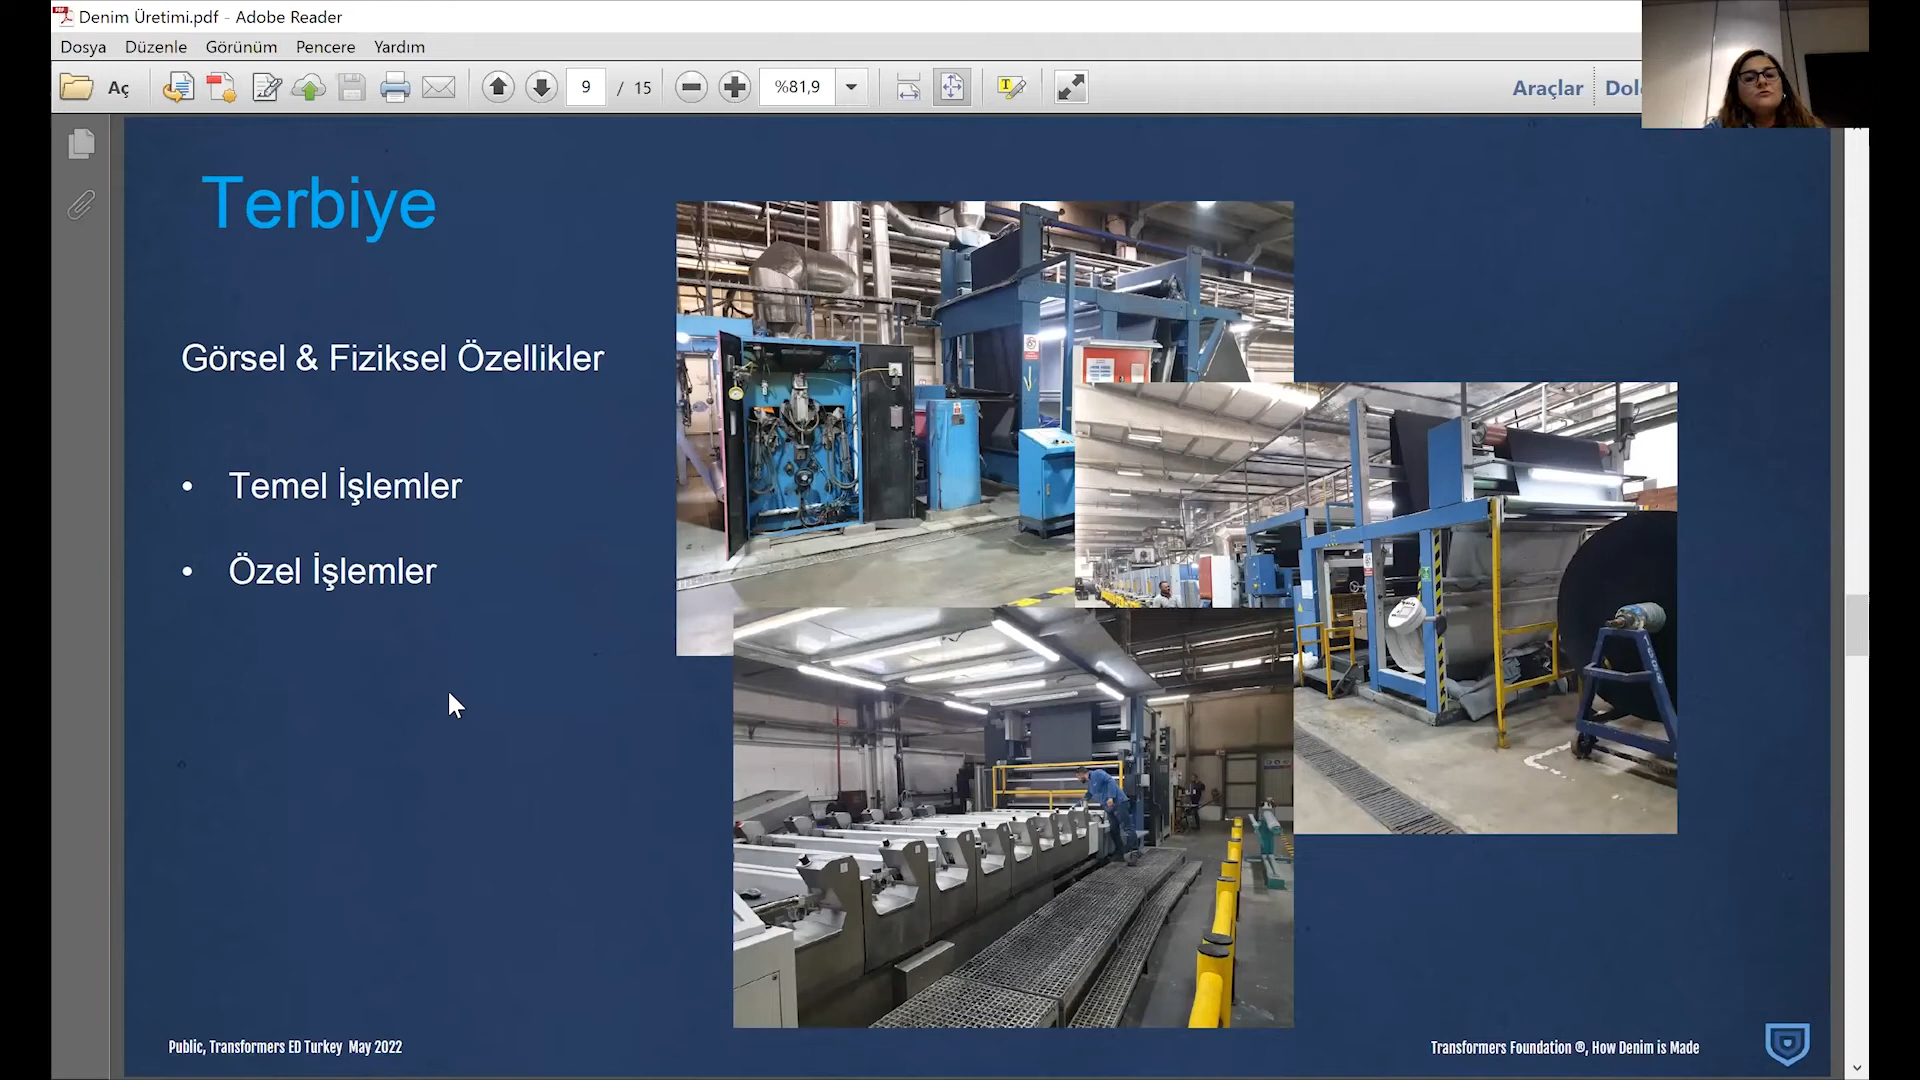 Denim Üretimi.pdf - Adobe Reader
Dosya Düzenle Görünüm Pencere Yardım
Aç 9 / 15 %81,9 Araçlar
Terbiye
Görsel & Fiziksel Özellikler
• Temel İşlemler
• Özel İşlemler
Public, Transformers ED Turkey May 2022
Transformers Foundation ®, How Denim is Made